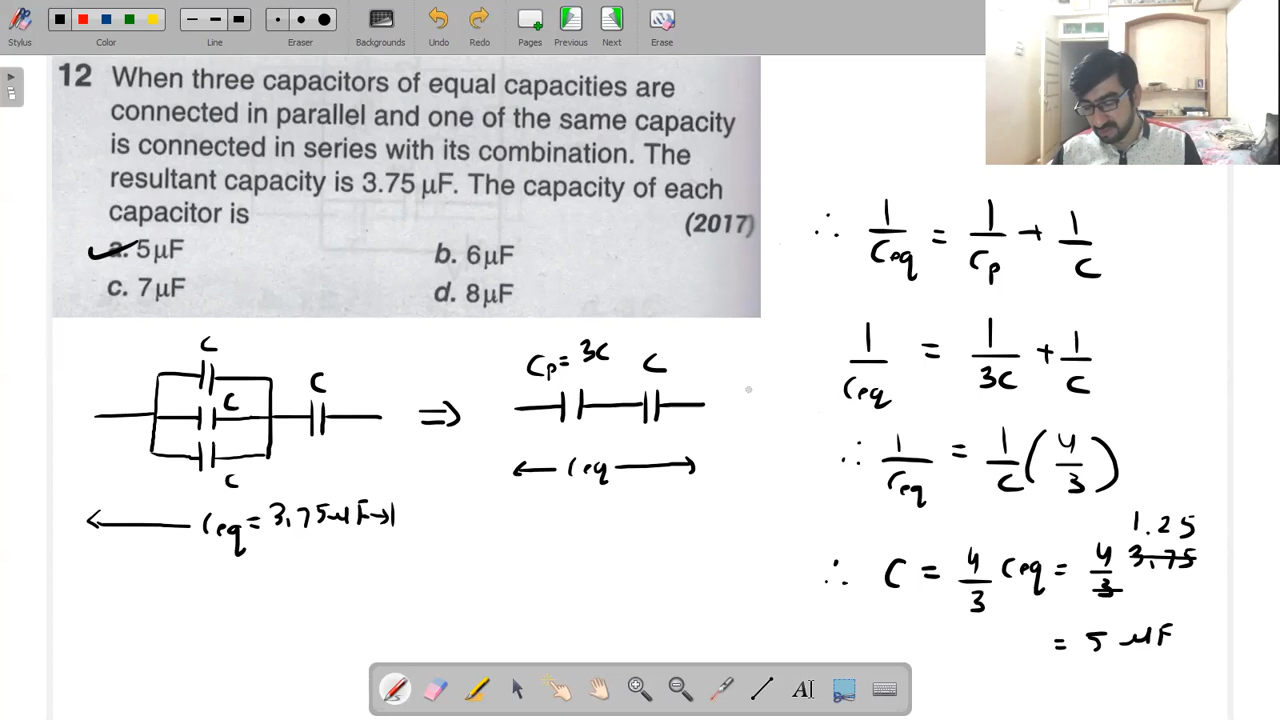 Stylus
Color
Line
Eraser
Backgrounds
Undo
Redo
Pages
Previous
Next
Erase
12 When three capacitors of equal capacities are
connected in parallel and one of the same capacity
is connected in series with its combination. The
resultant capacity is 3.75 μF. The capacity of each
capacitor is (2017)
a. 5μF b. 6μF
c. 7μF d. 8μF
C
C
C
C
Ceq = 3.75 μF
⇒
Cp = 3C C
Ceq
∴ 1/Ceq = 1/Cp + 1/C
1/Ceq = 1/3C + 1/C
∴ 1/Ceq = 1/C (4/3)
1.25
∴ C = 4/3 Ceq = 4/3 3.75
= 5 μF
AI